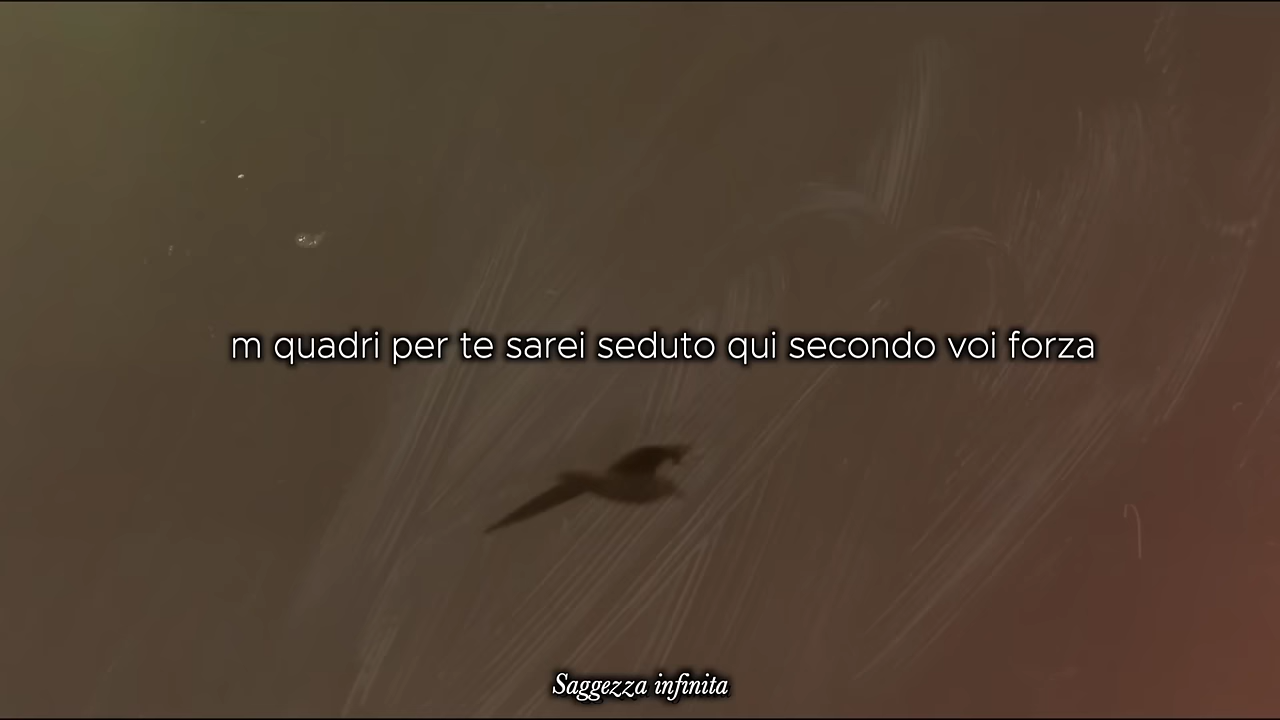 m quadri per te sarei seduto qui secondo voi forza
Saggezza infinita